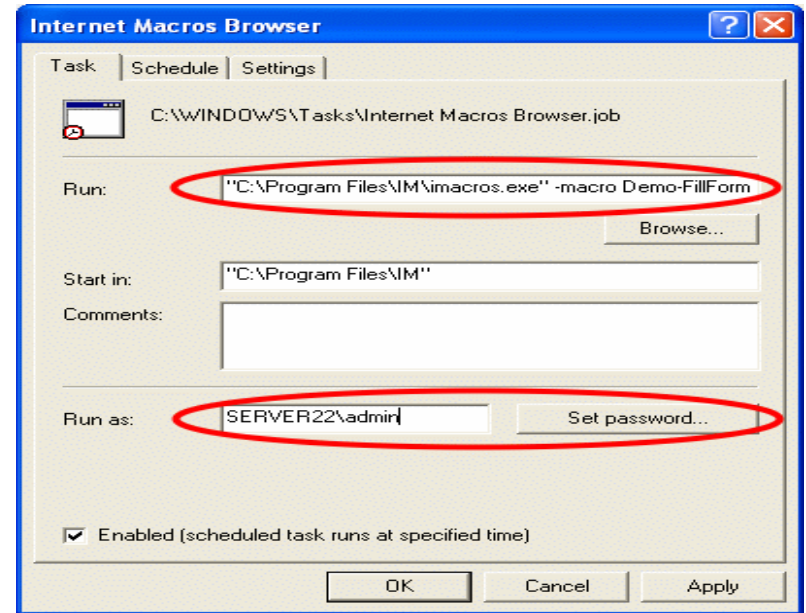 Internet Macros Browser
Task Schedule Settings
C:\WINDOWS\Tasks\Internet Macros Browser.job
Run: "C:\Program Files\IM\imacros.exe" -macro Demo-FillForm
Browse...
Start in: "C:\Program Files\IM"
Comments:
Run as: SERVER22\admin Set password...
Enabled (scheduled task runs at specified time)
OK Cancel Apply